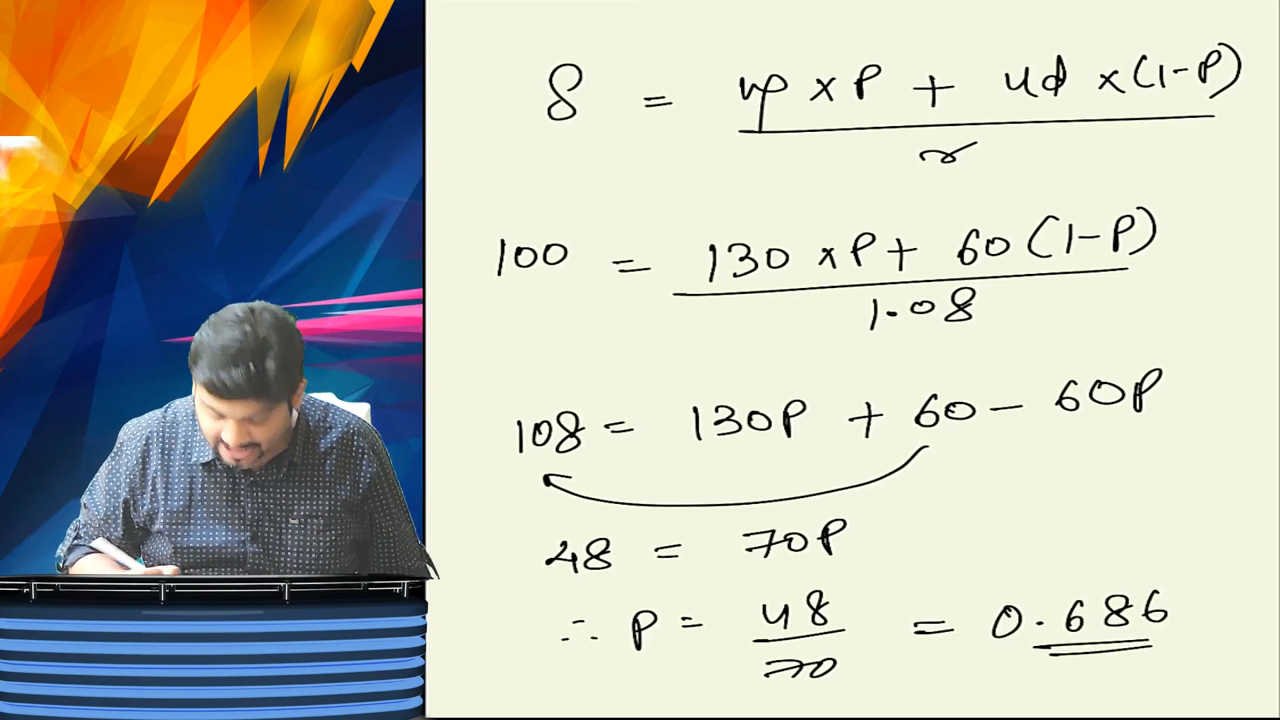 8 = up x P + ud x (1-P)
r
100 = 130 x P + 60 (1-P)
1.08
108 = 130P + 60 - 60P
48 = 70P
∴ P = 48
70
= 0.686